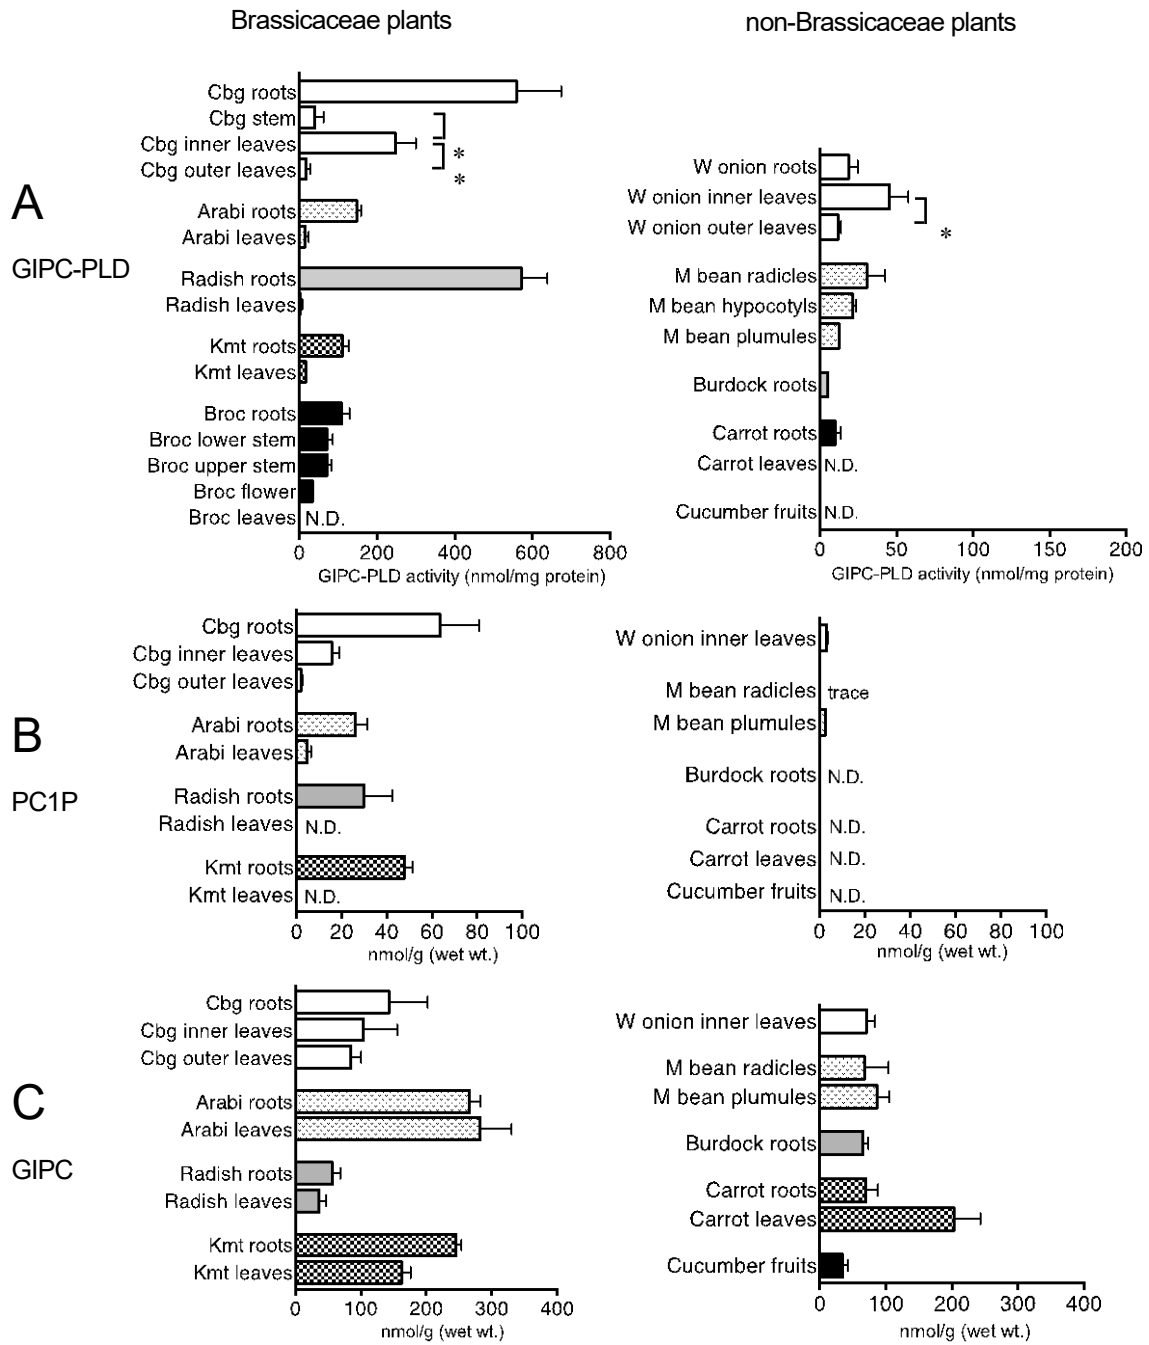 Brassicaceae plants
non-Brassicaceae plants
A
GIPC-PLD
Cbg roots
Cbg stem
Cbg inner leaves
*
Cbg outer leaves
*
Arabi roots
Arabi leaves
Radish roots
Radish leaves
Kmt roots
Kmt leaves
Broc roots
Broc lower stem
Broc upper stem
Broc flower
Broc leaves N.D.
0 200 400 600 800
GIPC-PLD activity (nmol/mg protein)
W onion roots
W onion inner leaves
W onion outer leaves
*
M bean radicles
M bean hypocotyls
M bean plumules
Burdock roots
Carrot roots
Carrot leaves N.D.
Cucumber fruits N.D.
0 50 100 150 200
GIPC-PLD activity (nmol/mg protein)
B
PC1P
Cbg roots
Cbg inner leaves
Cbg outer leaves
Arabi roots
Arabi leaves
Radish roots
Radish leaves N.D.
Kmt roots
Kmt leaves N.D.
0 20 40 60 80 100
nmol/g (wet wt.)
W onion inner leaves
M bean radicles trace
M bean plumules
Burdock roots N.D.
Carrot roots N.D.
Carrot leaves N.D.
Cucumber fruits N.D.
0 20 40 60 80 100
nmol/g (wet wt.)
C
GIPC
Cbg roots
Cbg inner leaves
Cbg outer leaves
Arabi roots
Arabi leaves
Radish roots
Radish leaves
Kmt roots
Kmt leaves
0 100 200 300 400
nmol/g (wet wt.)
W onion inner leaves
M bean radicles
M bean plumules
Burdock roots
Carrot roots
Carrot leaves
Cucumber fruits
0 100 200 300 400
nmol/g (wet wt.)